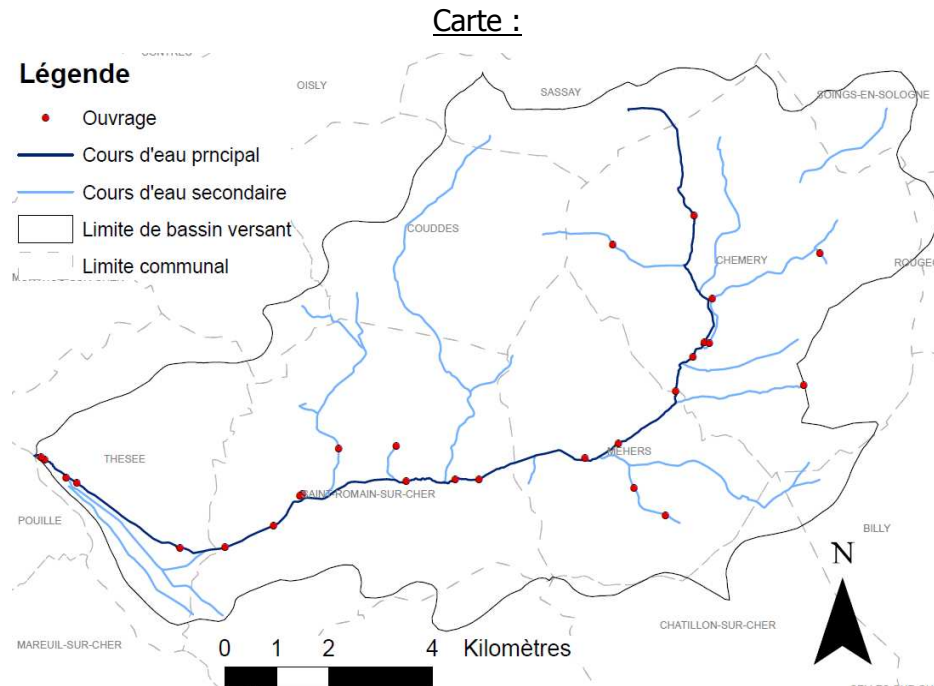 Carte :
Légende
Ouvrage
Cours d'eau prncipal
Cours d'eau secondaire
Limite de bassin versant
Limite communal
OISLY
SASSAY
SOINGS-EN-SOLOGNE
COUDDES
CHEMERY
THESEE
MEHERS
SAINT-ROMAIN-SUR-CHER
POUILLE
BILLY
N
CHATILLON-SUR-CHER
MAREUIL-SUR-CHER
0 1 2 4 Kilomètres